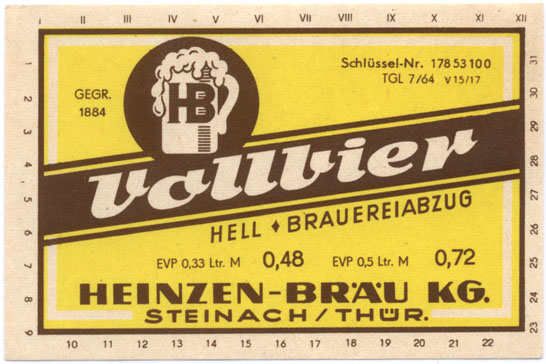 I II III IV V VI VII VIII IX X XI XII
HB
Schlüssel-Nr. 178 53 10 0
TGL 7/64 V 15/17
GEGR.
1884
Vollbier
HELL ♦ BRAUEREIABZUG
EVP 0,33 Ltr. M 0,48 EVP 0,5 Ltr. M 0,72
HEINZEN-BRÄU KG.
STEINACH/THÜR.
1
2
3
4
5
6
7
8
9
10 11 12 13 14 15 16 17 18 19 20 21 22
23
24
25
26
27
28
29
30
31